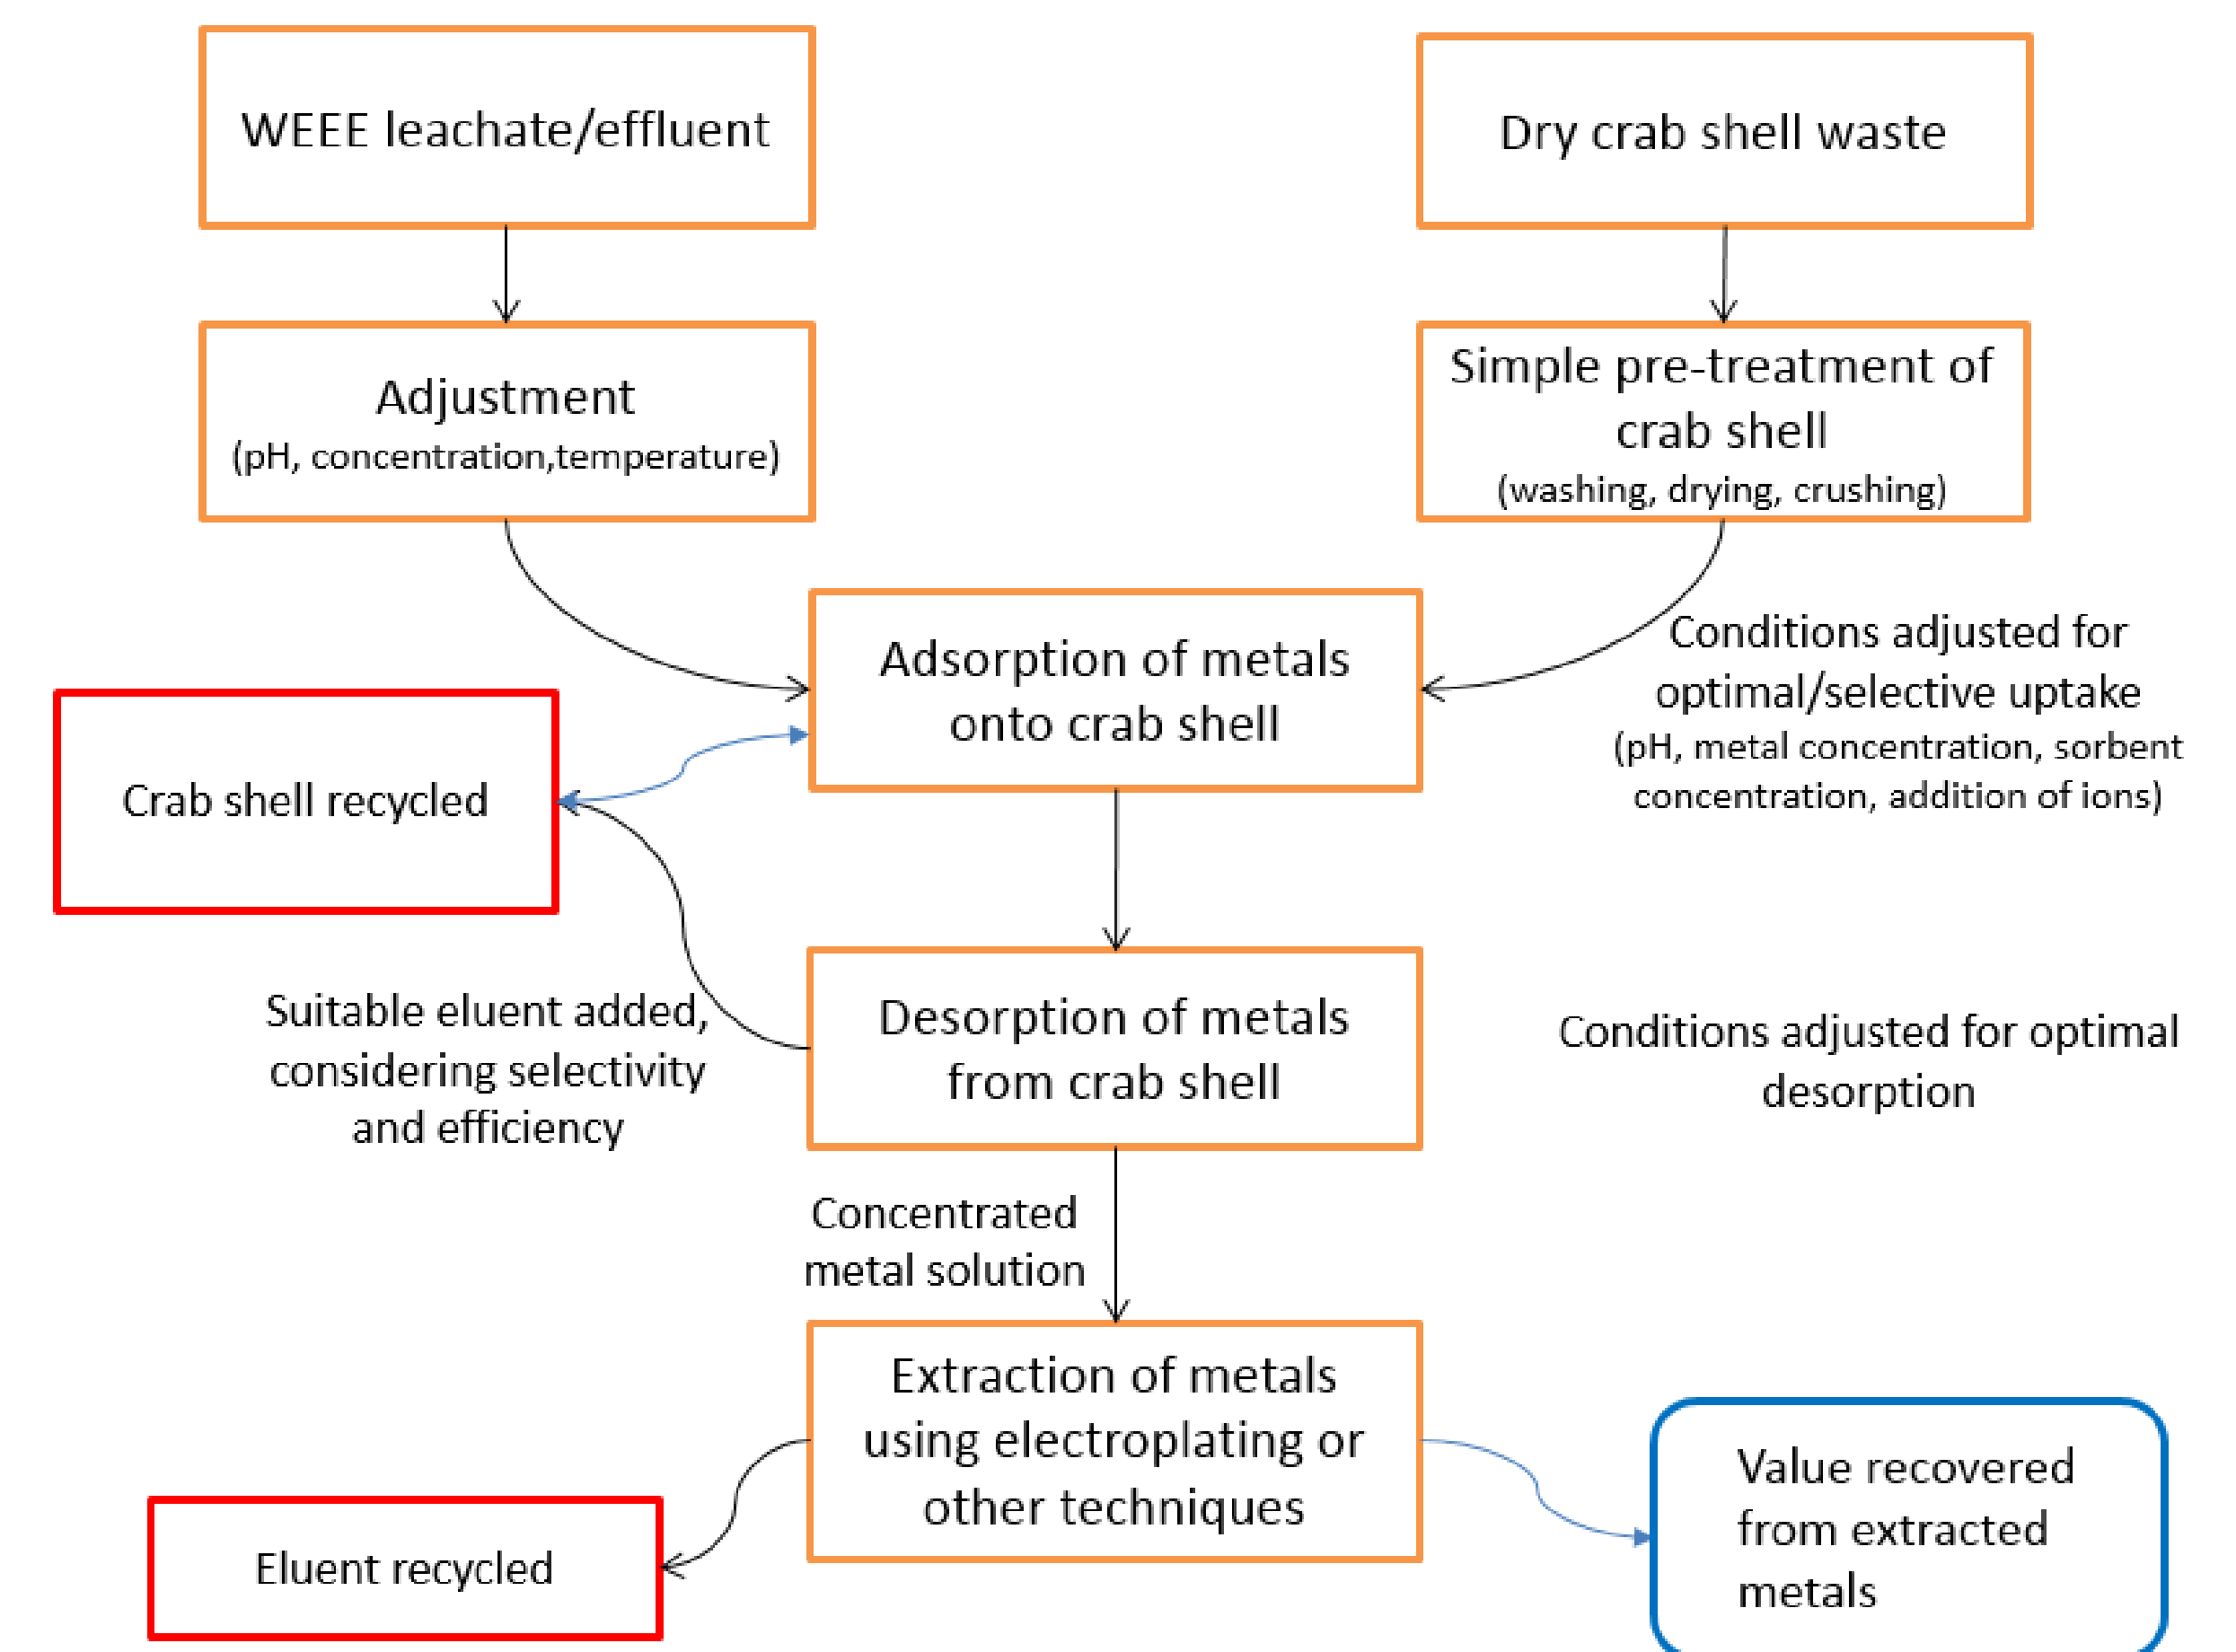 WEEE leachate/effluent
Dry crab shell waste
Adjustment
(pH, concentration,temperature)
Simple pre-treatment of
crab shell
(washing, drying, crushing)
Adsorption of metals
onto crab shell
Conditions adjusted for
optimal/selective uptake
(pH, metal concentration, sorbent
concentration, addition of ions)
Crab shell recycled
Suitable eluent added,
considering selectivity
and efficiency
Desorption of metals
from crab shell
Conditions adjusted for optimal
desorption
Concentrated
metal solution
Extraction of metals
using electroplating or
other techniques
Eluent recycled
Value recovered
from extracted
metals